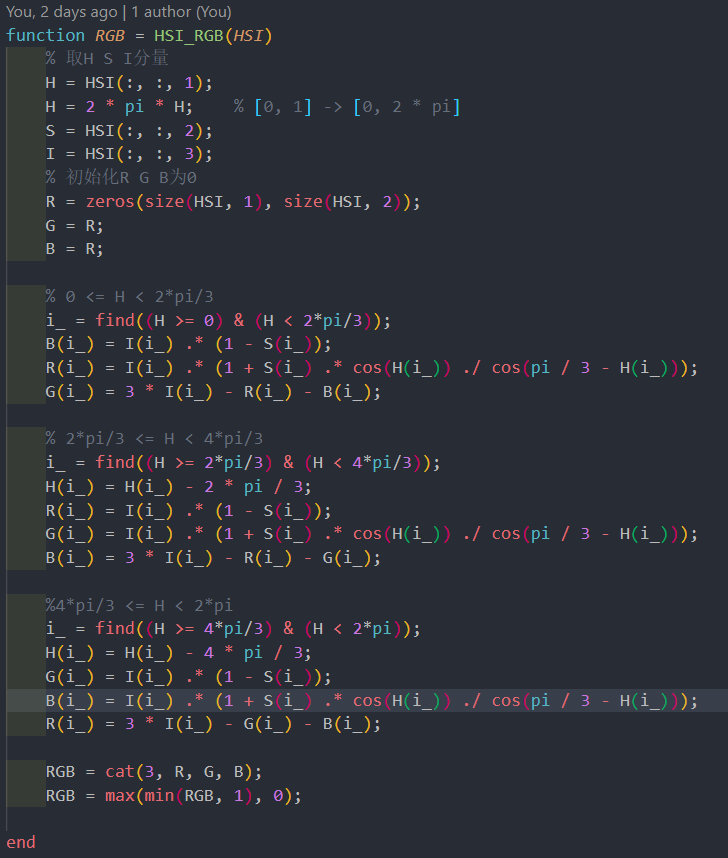 You, 2 days ago | 1 author (You)
function RGB = HSI_RGB(HSI)
% 取H S I分量
H = HSI(:, :, 1);
H = 2 * pi * H; % [0, 1] -> [0, 2 * pi]
S = HSI(:, :, 2);
I = HSI(:, :, 3);
% 初始化R G B为0
R = zeros(size(HSI, 1), size(HSI, 2));
G = R;
B = R;
% 0 <= H < 2*pi/3
i_ = find((H >= 0) & (H < 2*pi/3));
B(i_) = I(i_) .* (1 - S(i_));
R(i_) = I(i_) .* (1 + S(i_) .* cos(H(i_)) ./ cos(pi / 3 - H(i_)));
G(i_) = 3 * I(i_) - R(i_) - B(i_);
% 2*pi/3 <= H < 4*pi/3
i_ = find((H >= 2*pi/3) & (H < 4*pi/3));
H(i_) = H(i_) - 2 * pi / 3;
R(i_) = I(i_) .* (1 - S(i_));
G(i_) = I(i_) .* (1 + S(i_) .* cos(H(i_)) ./ cos(pi / 3 - H(i_)));
B(i_) = 3 * I(i_) - R(i_) - G(i_);
%4*pi/3 <= H < 2*pi
i_ = find((H >= 4*pi/3) & (H < 2*pi));
H(i_) = H(i_) - 4 * pi / 3;
G(i_) = I(i_) .* (1 - S(i_));
B(i_) = I(i_) .* (1 + S(i_) .* cos(H(i_)) ./ cos(pi / 3 - H(i_)));
R(i_) = 3 * I(i_) - G(i_) - B(i_);
RGB = cat(3, R, G, B);
RGB = max(min(RGB, 1), 0);
end